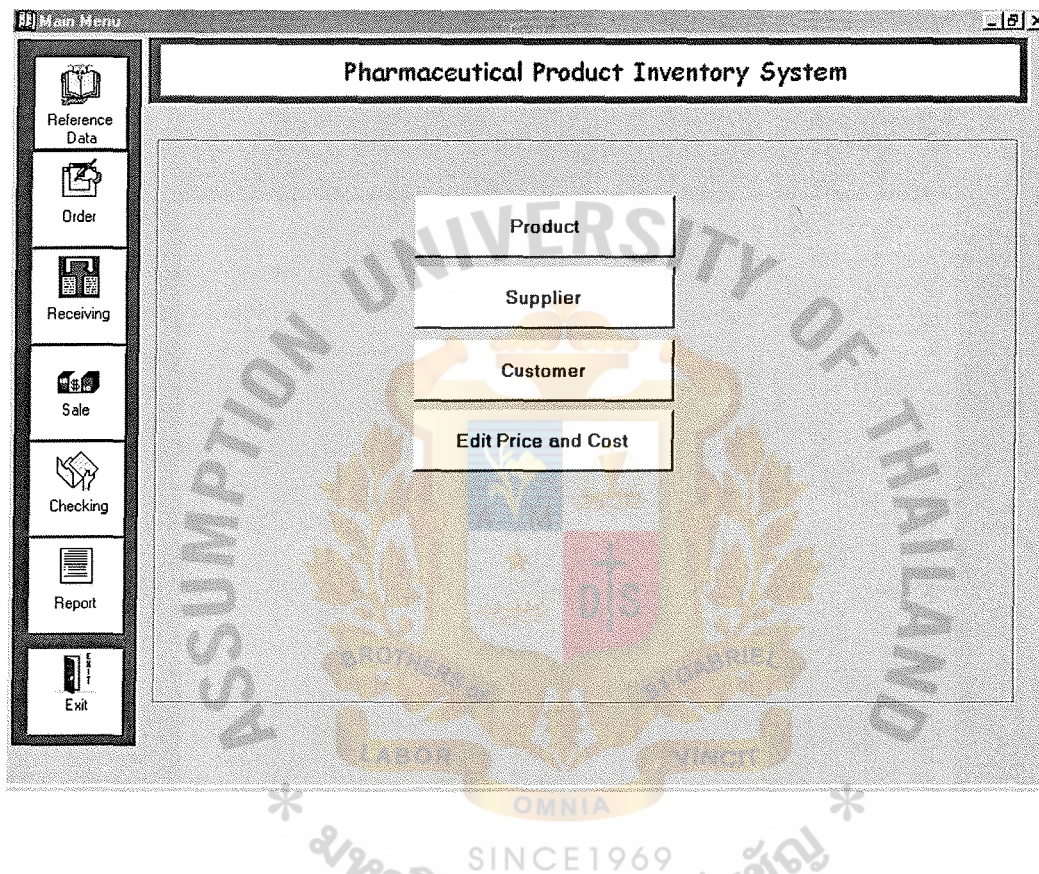 Main Menu
Pharmaceutical Product Inventory System
Reference
Data
Order
Receiving
Sale
Checking
Report
EXIT
Exit
Product
Supplier
Customer
Edit Price and Cost
ASSUMPTION UNIVERSITY OF THAILAND
DS
BROTHERS OF ST GABRIEL
LABOR
VINCIT
OMNIA
SINCE1969